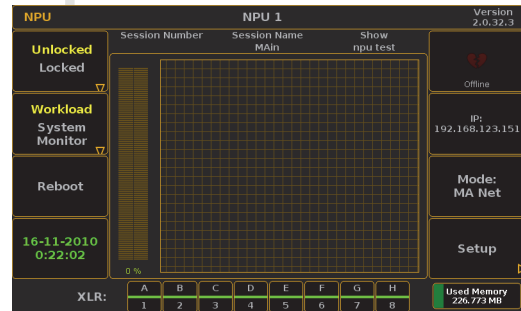 NPU
NPU 1
Version
2.0.32.3
Session Number
Session Name
MAin
Show
npu test
Unlocked
Locked
Workload
System
Monitor
Reboot
16-11-2010
0:22:02
0 %
Offline
IP:
192.168.123.151
Mode:
MA Net
Setup
XLR:
A B C D E F G H
1 2 3 4 5 6 7 8
Used Memory
226.773 MB